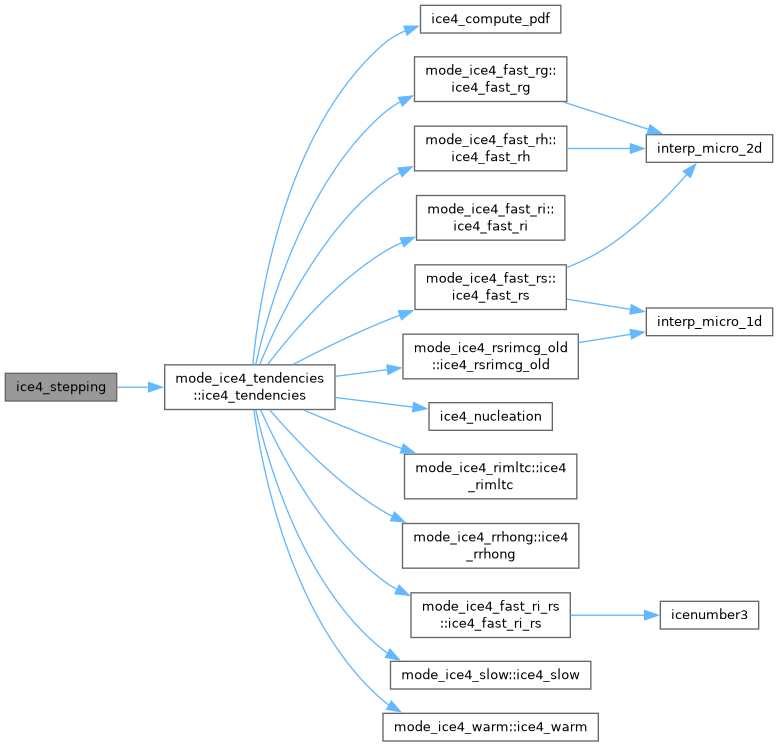 ice4_stepping
mode_ice4_tendencies
::ice4_tendencies
ice4_compute_pdf
mode_ice4_fast_rg::
ice4_fast_rg
mode_ice4_fast_rh::
ice4_fast_rh
mode_ice4_fast_ri::
ice4_fast_ri
mode_ice4_fast_rs::
ice4_fast_rs
mode_ice4_rsrimcg_old
::ice4_rsrimcg_old
ice4_nucleation
mode_ice4_rimltc::ice4
_rimltc
mode_ice4_rrhong::ice4
_rrhong
mode_ice4_fast_ri_rs
::ice4_fast_ri_rs
mode_ice4_slow::ice4_slow
mode_ice4_warm::ice4_warm
interp_micro_2d
interp_micro_1d
icenumber3